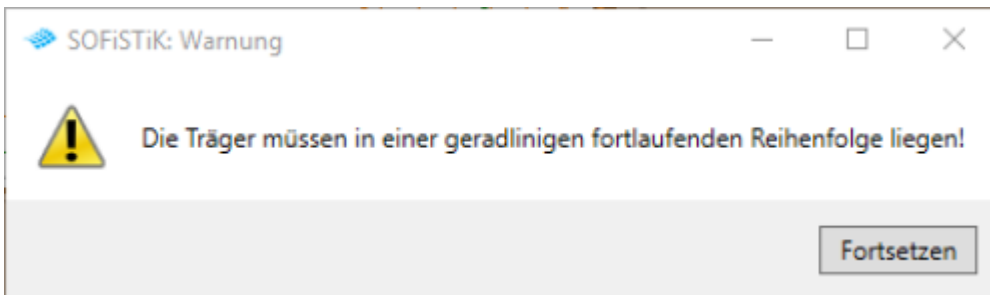 SOFiSTiK: Warnung
Die Träger müssen in einer geradlinigen fortlaufenden Reihenfolge liegen!
Fortsetzen